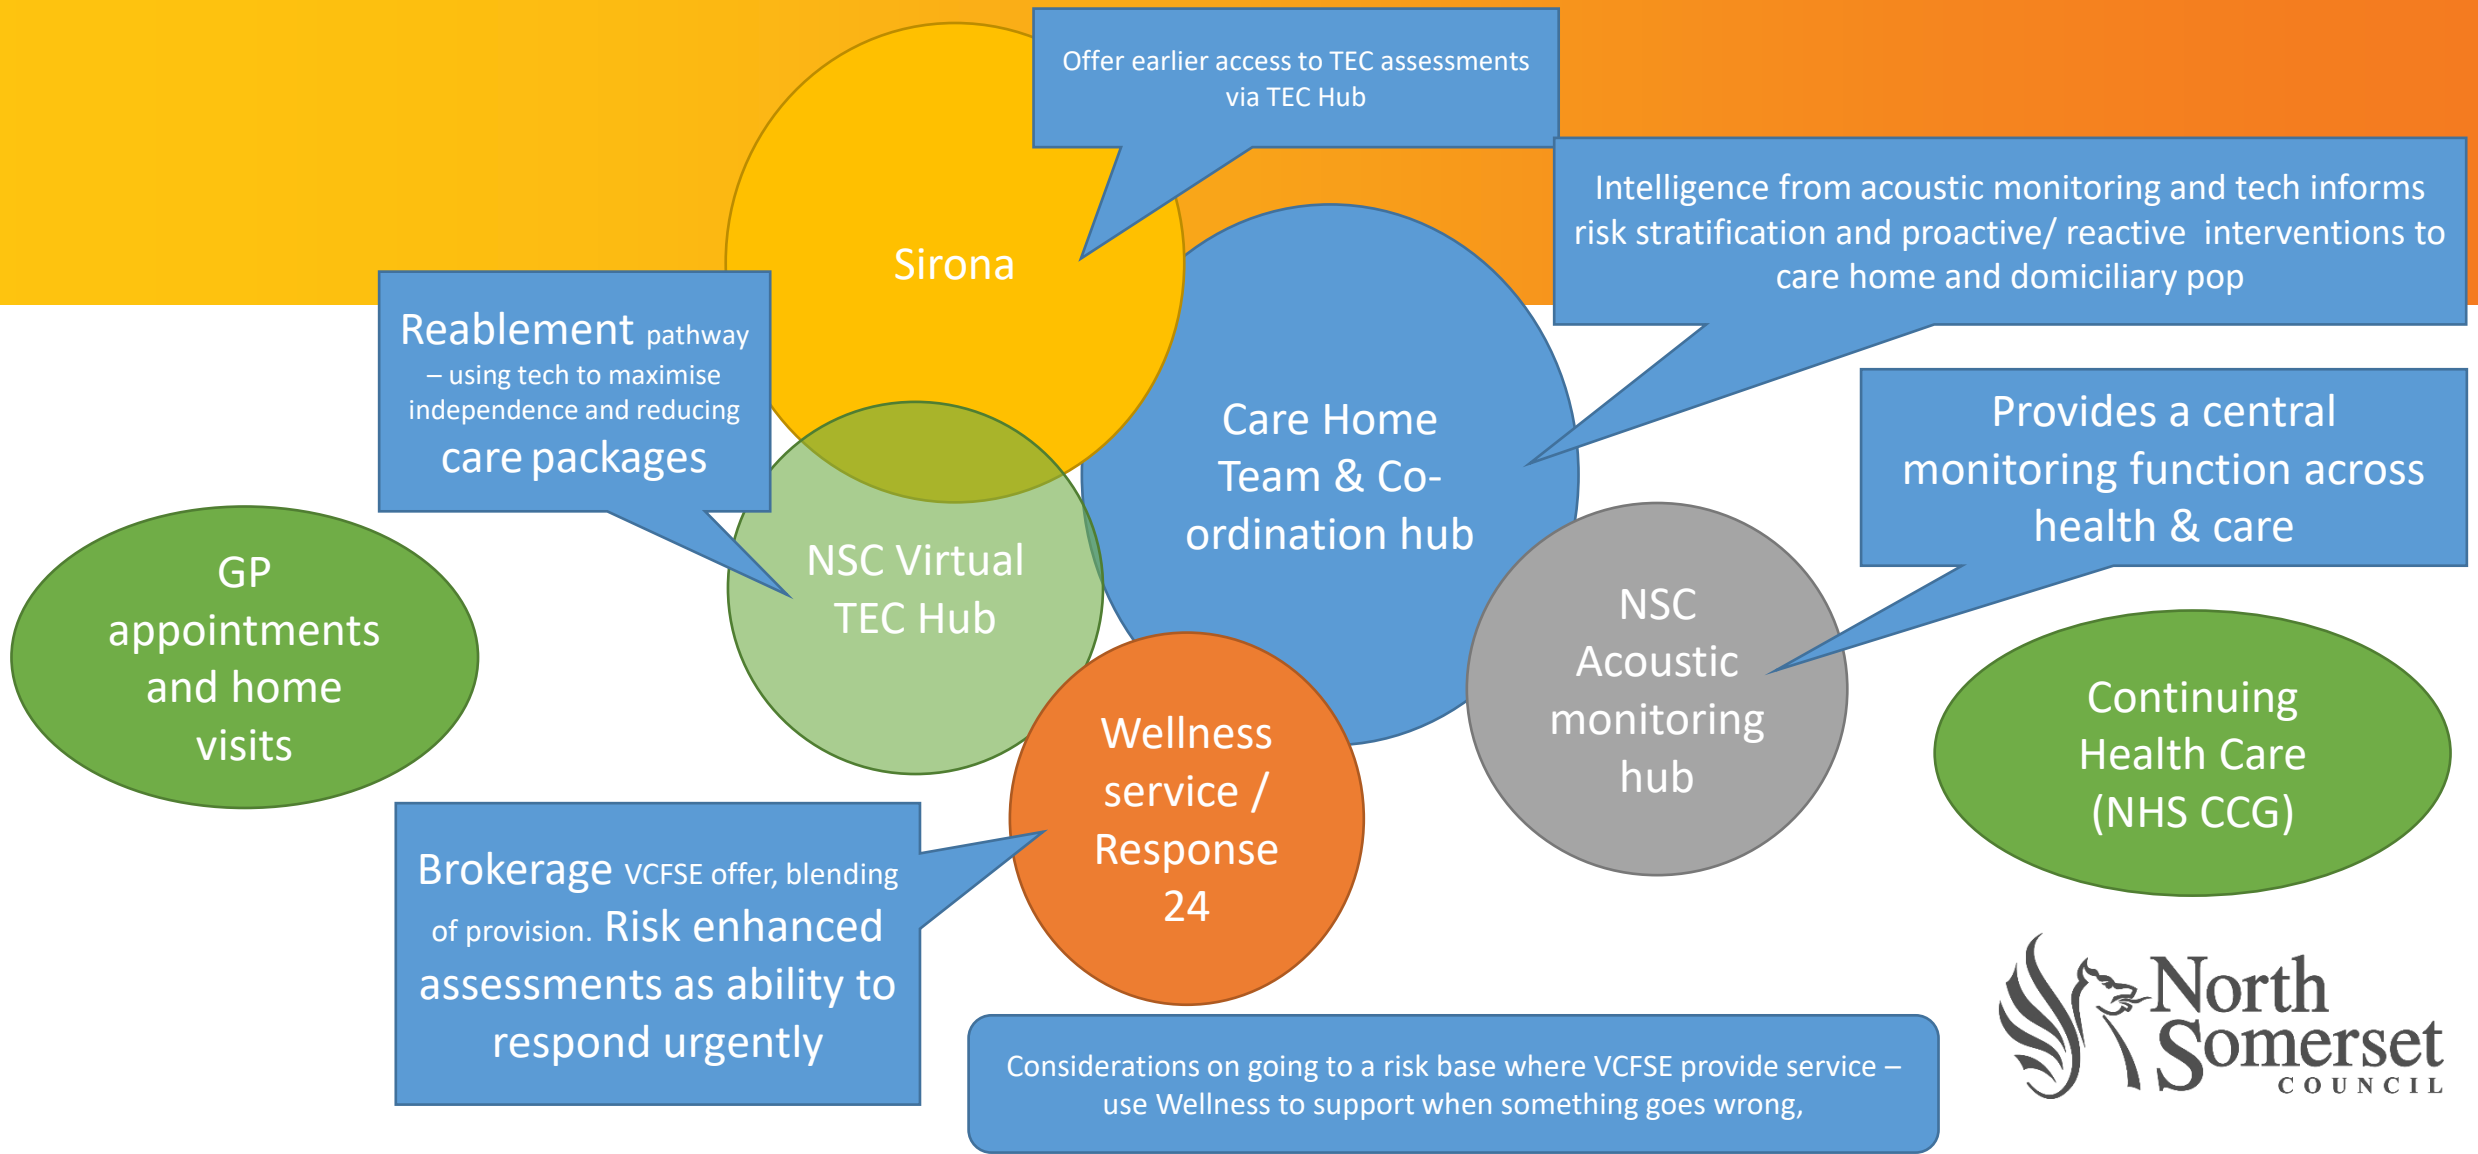 Offer earlier access to TEC assessments
via TEC Hub
Intelligence from acoustic monitoring and tech informs
risk stratification and proactive/ reactive  interventions to
care home and domiciliary pop
Sirona
Reablement pathway
– using tech to maximise
independence and reducing
care packages
Care Home
Team & Co-
ordination hub
Provides a central
monitoring function across
health & care
GP
appointments
and home
visits
NSC Virtual
TEC Hub
NSC
Acoustic
monitoring
hub
Continuing
Health Care
(NHS CCG)
Wellness
service /
Response
24
Brokerage VCFSE offer, blending
of provision. Risk enhanced
assessments as ability to
respond urgently
Considerations on going to a risk base where VCFSE provide service –
use Wellness to support when something goes wrong,
North
Somerset
COUNCIL